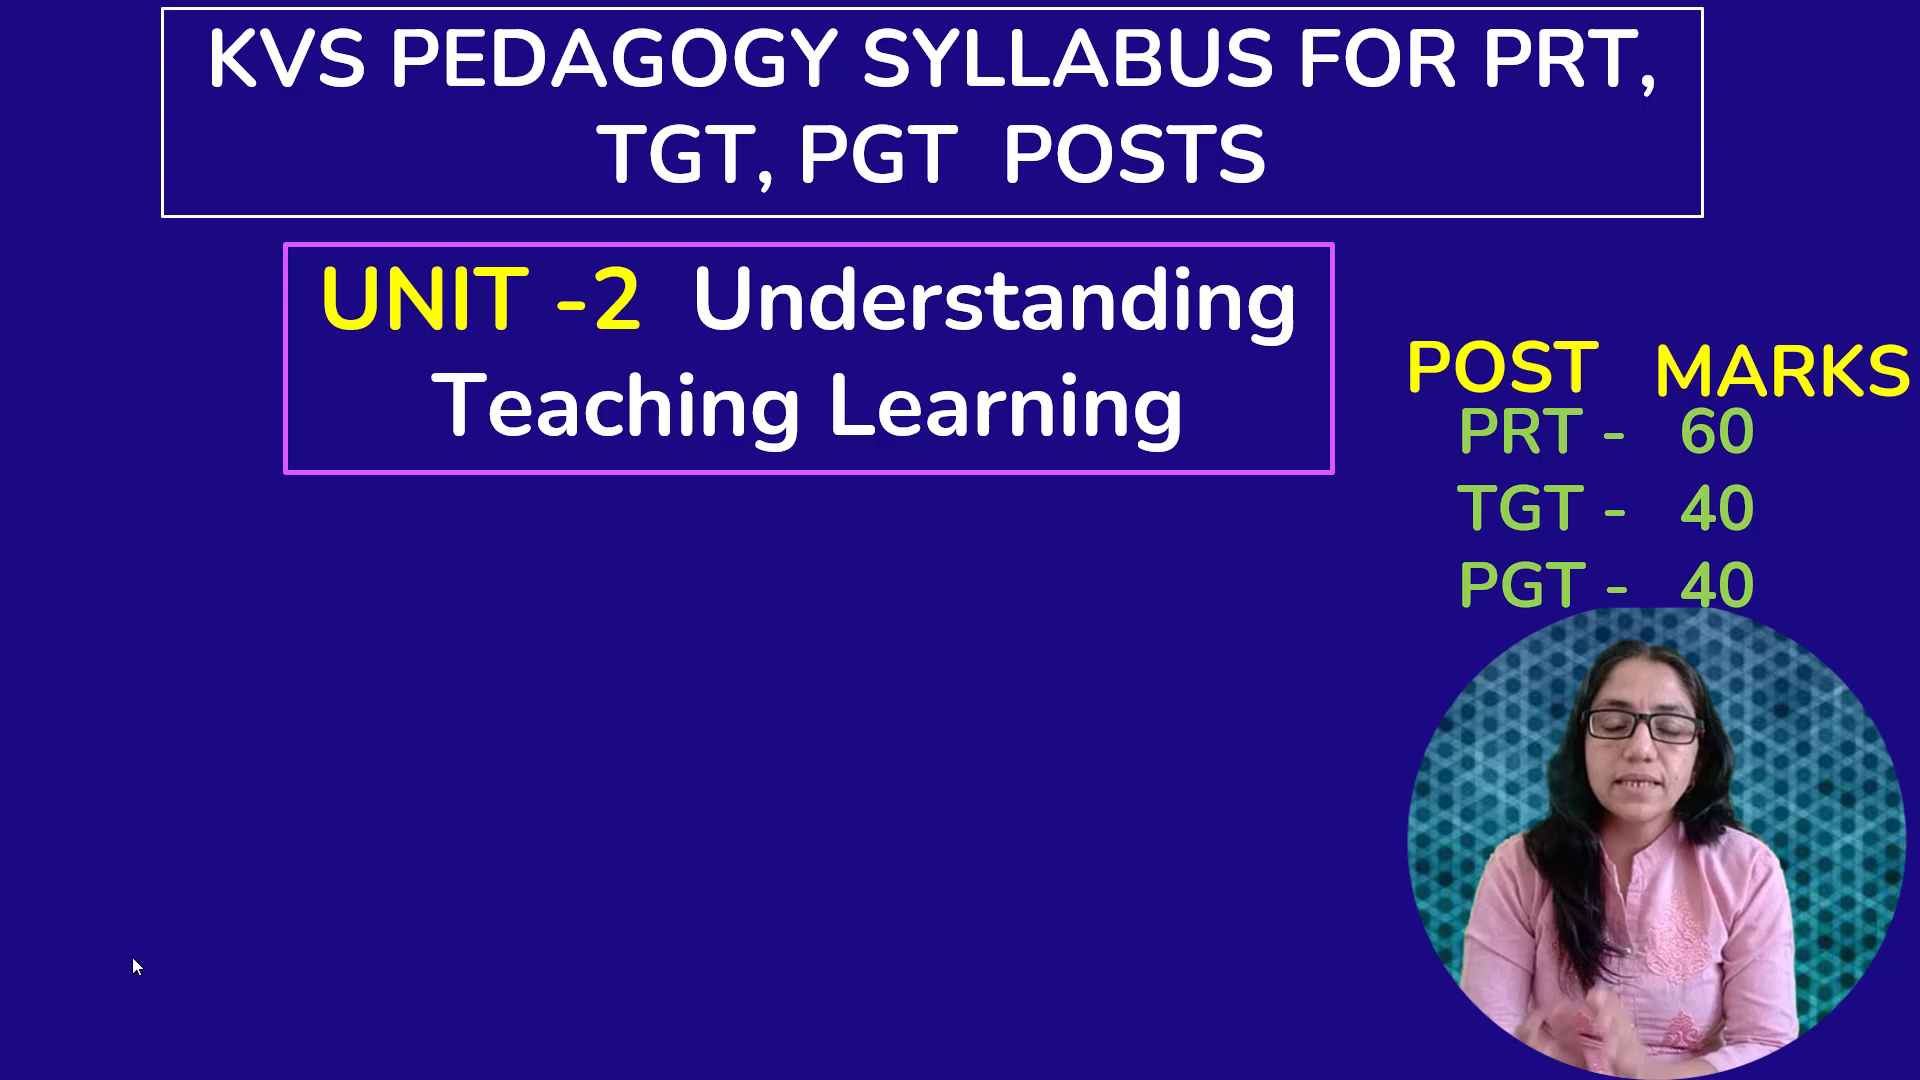 KVS PEDAGOGY SYLLABUS FOR PRT,
TGT, PGT POSTS
UNIT -2 Understanding
Teaching Learning
POST MARKS
PRT - 60
TGT - 40
PGT - 40